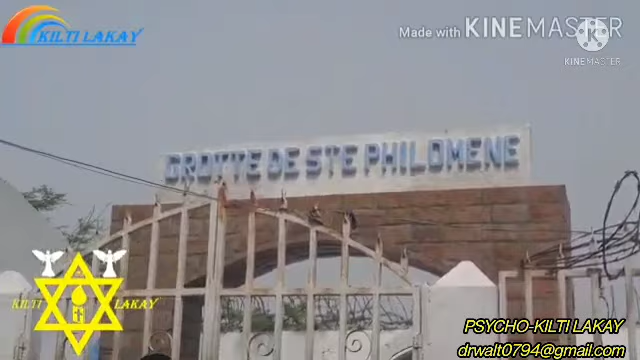 KILTI LAKAY
Made with KINEMASTER
KINEMASTER
GROTTE DE STE PHILOMENE
KILTI LAKAY
PSYCHO-KILTI LAKAY
drwalt0794@gmail.com